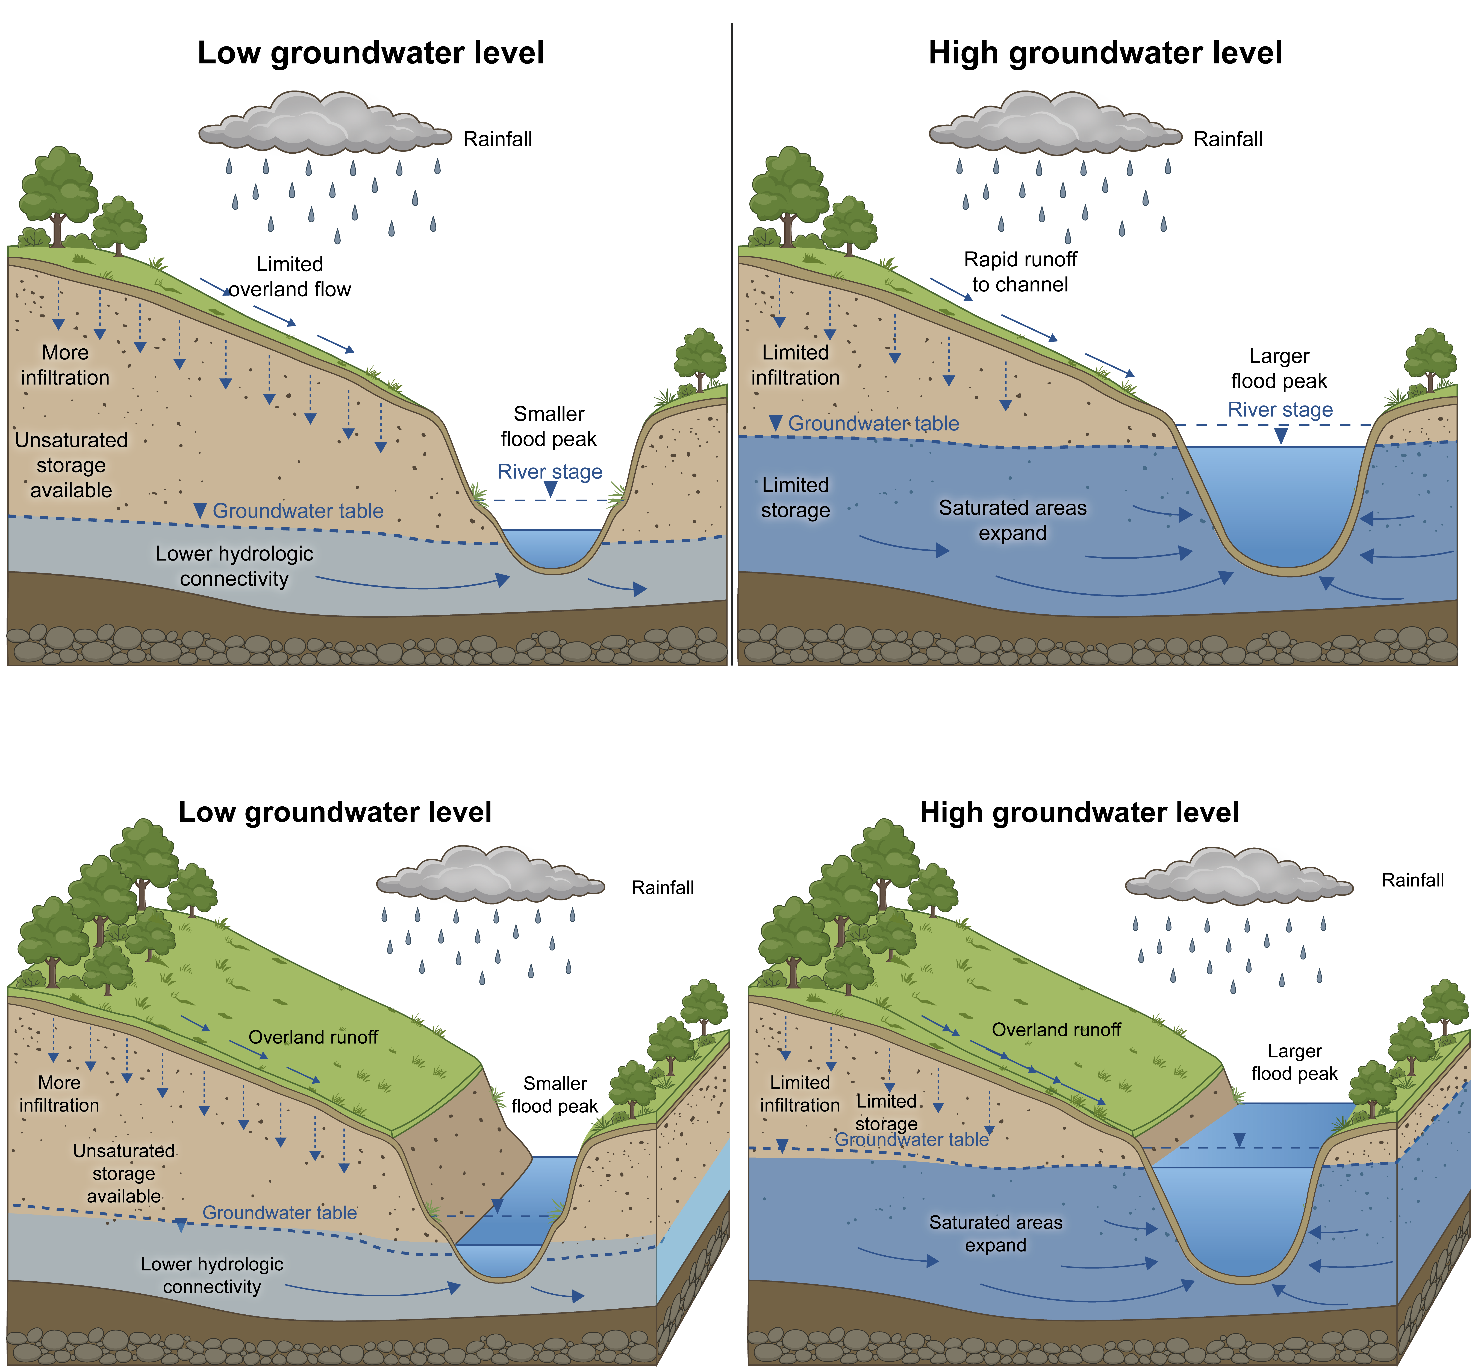 Low groundwater level
Rainfall
Limited
overland flow
More
infiltration
Smaller
flood peak
River stage
Unsaturated
storage
available
Groundwater table
Lower hydrologic
connectivity
High groundwater level
Rainfall
Rapid runoff
to channel
Limited
infiltration
Larger
flood peak
River stage
Groundwater table
Limited
storage
Saturated areas
expand
Low groundwater level
Rainfall
Overland runoff
More
infiltration
Smaller
flood peak
Unsaturated
storage
available
Groundwater table
Lower hydrologic
connectivity
High groundwater level
Rainfall
Overland runoff
Larger
flood peak
Limited
infiltration
Limited
storage
Groundwater table
Saturated areas
expand